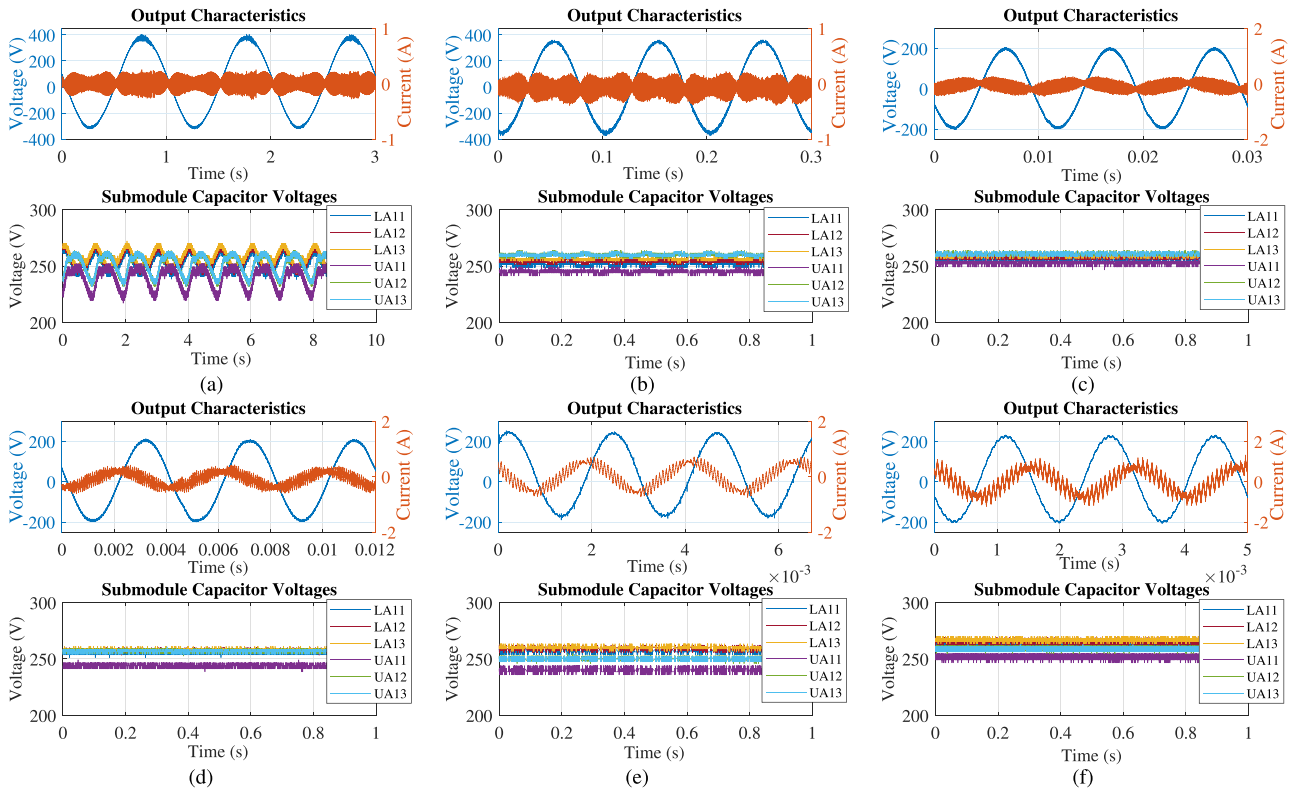 Output Characteristics
Output Characteristics
Output Characteristics
400
200
0
-200
-400
Voltage (V)
1
0
-1
Current (A)
0
1
2
3
Time (s)
400
200
0
-200
-400
Voltage (V)
1
0
-1
Current (A)
0
0.1
0.2
0.3
Time (s)
200
0
-200
Voltage (V)
2
0
-2
Current (A)
0
0.01
0.02
0.03
Time (s)
Submodule Capacitor Voltages
300
250
200
Voltage (V)
LA11
LA12
LA13
UA11
UA12
UA13
0
2
4
6
8
10
Time (s)
(a)
Submodule Capacitor Voltages
300
250
200
Voltage (V)
LA11
LA12
LA13
UA11
UA12
UA13
0
0.2
0.4
0.6
0.8
1
Time (s)
(b)
Submodule Capacitor Voltages
300
250
200
Voltage (V)
LA11
LA12
LA13
UA11
UA12
UA13
0
0.2
0.4
0.6
0.8
1
Time (s)
(c)
Output Characteristics
200
0
-200
Voltage (V)
2
0
-2
Current (A)
0
0.002
0.004
0.006
0.008
0.01
0.012
Time (s)
Output Characteristics
200
0
-200
Voltage (V)
2
0
-2
Current (A)
0
2
4
6
Time (s)
×10-3
Output Characteristics
200
0
-200
Voltage (V)
2
0
-2
Current (A)
0
1
2
3
4
5
Time (s)
×10-3
Submodule Capacitor Voltages
300
250
200
Voltage (V)
LA11
LA12
LA13
UA11
UA12
UA13
0
0.2
0.4
0.6
0.8
1
Time (s)
(d)
Submodule Capacitor Voltages
300
250
200
Voltage (V)
LA11
LA12
LA13
UA11
UA12
UA13
0
0.2
0.4
0.6
0.8
1
Time (s)
(e)
Submodule Capacitor Voltages
300
250
200
Voltage (V)
LA11
LA12
LA13
UA11
UA12
UA13
0
0.2
0.4
0.6
0.8
1
Time (s)
(f)